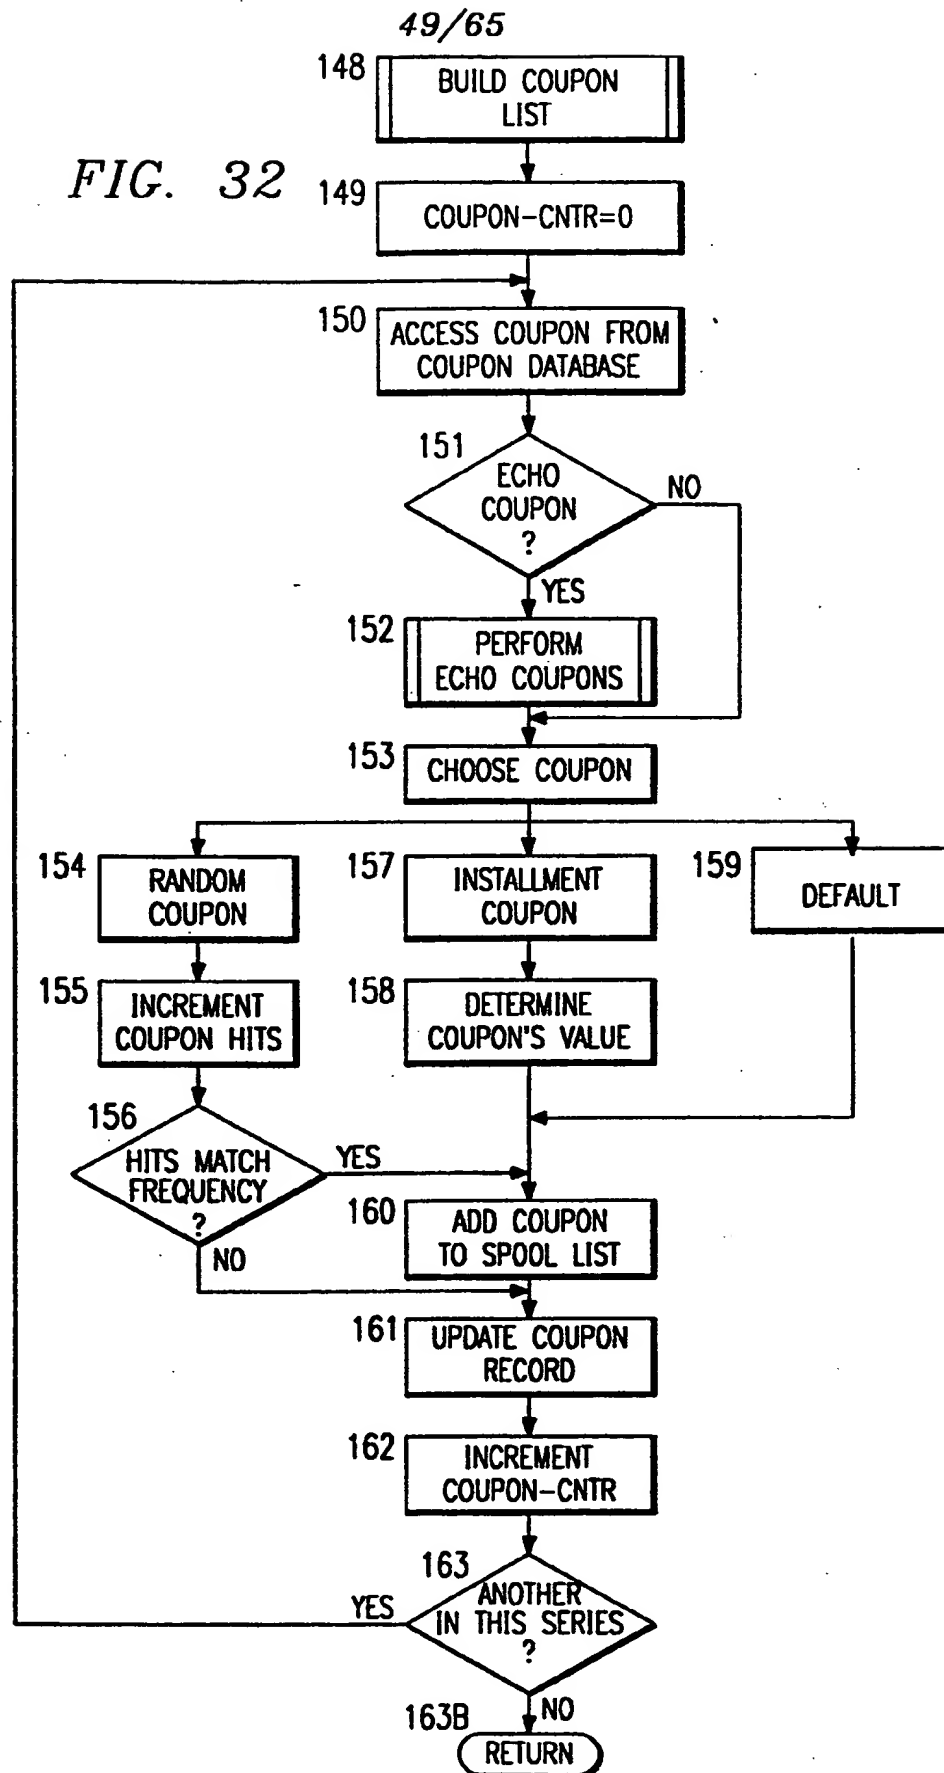 49/65
148
BUILD COUPON
LIST
FIG. 32
149
COUPON-CNTR=0
150
ACCESS COUPON FROM
COUPON DATABASE
151
ECHO
COUPON
?
NO
YES
152
PERFORM
ECHO COUPONS
153
CHOOSE COUPON
154
RANDOM
COUPON
157
INSTALLMENT
COUPON
159
DEFAULT
155
INCREMENT
COUPON HITS
158
DETERMINE
COUPON'S VALUE
156
HITS MATCH
FREQUENCY
?
YES
NO
160
ADD COUPON
TO SPOOL LIST
161
UPDATE COUPON
RECORD
162
INCREMENT
COUPON-CNTR
163
ANOTHER
IN THIS SERIES
?
YES
NO
163B
RETURN